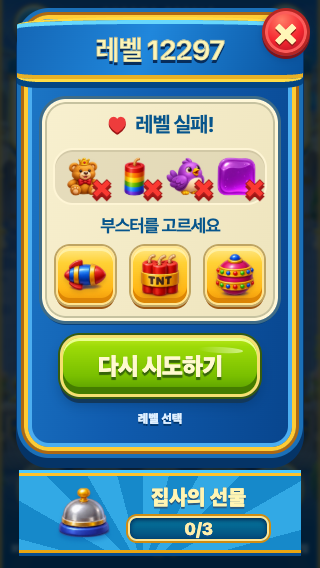 레벨 12297
레벨 실패!
부스터를 고르세요
TNT
다시 시도하기
레벨 선택
집사의 선물
0/3